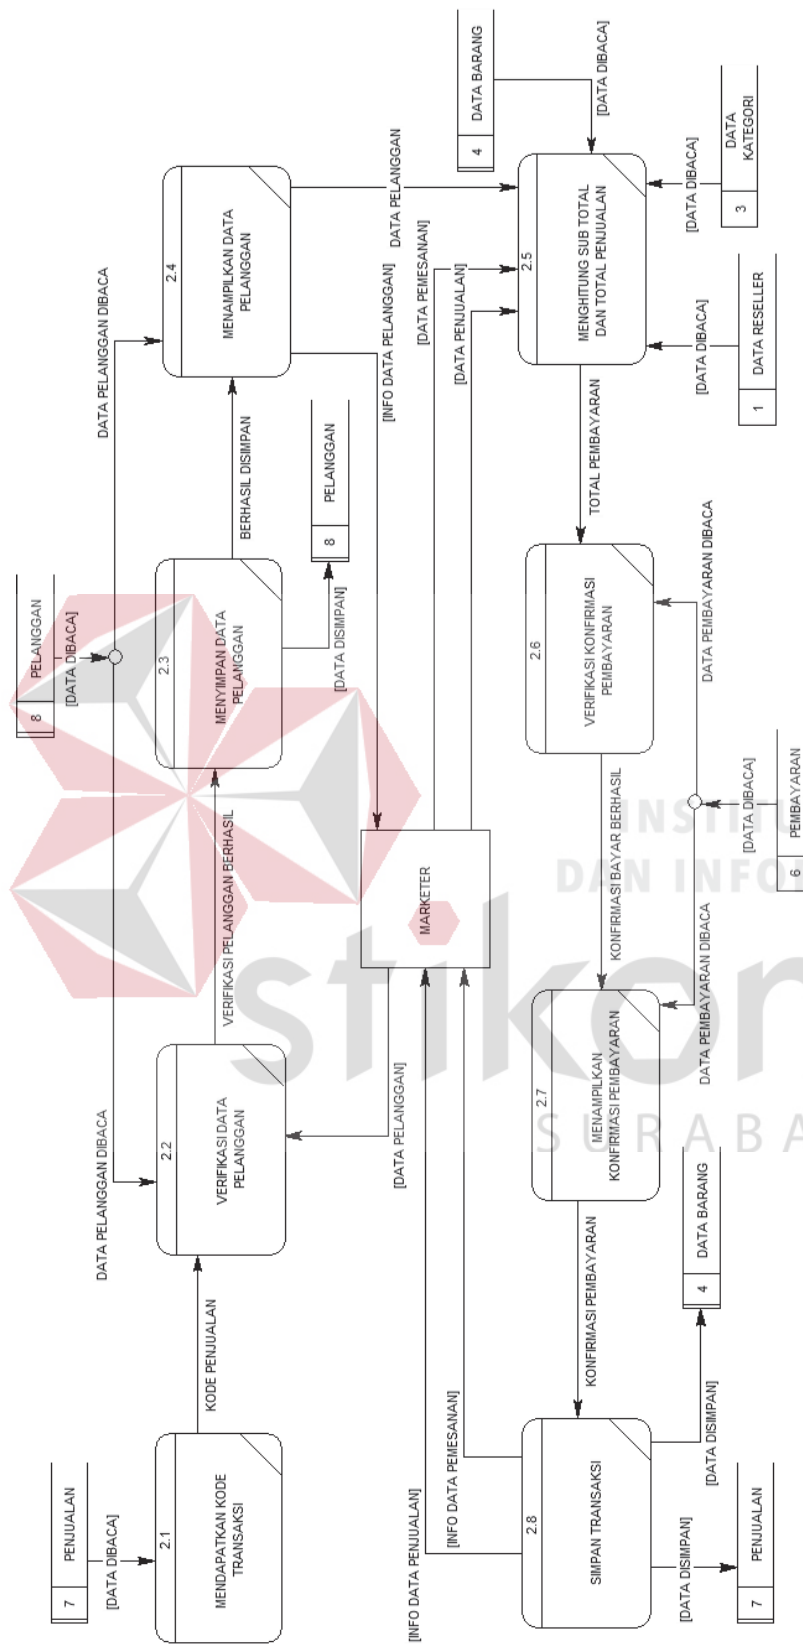 7
PENJUALAN
[DATA DIBACA]
2.1
MENDAPATKAN KODE
TRANSAKSI
KODE PENJUALAN
DATA PELANGGAN DIBACA
2.2
VERIFIKASI DATA
PELANGGAN
VERIFIKASI PELANGGAN BERHASIL
8
PELANGGAN
[DATA DIBACA]
2.3
MENYIMPAN DATA
PELANGGAN
[DATA DISIMPAN]
8
PELANGGAN
BERHASIL DISIMPAN
DATA PELANGGAN DIBACA
2.4
MENAMPILKAN DATA
PELANGGAN
[DATA PELANGGAN]
MARKETER
[INFO DATA PELANGGAN]
DATA PELANGGAN
[DATA PEMESANAN]
[DATA PENJUALAN]
[INFO DATA PENJUALAN]
[INFO DATA PEMESANAN]
2.8
SIMPAN TRANSAKSI
[DATA DISIMPAN]
7
PENJUALAN
[DATA DISIMPAN]
4
DATA BARANG
KONFIRMASI PEMBAYARAN
2.7
MENAMPILKAN
KONFIRMASI PEMBAYARAN
DATA PEMBAYARAN DIBACA
KONFIRMASI BAYAR BERHASIL
[DATA DIBACA]
6
PEMBAYARAN
2.6
VERIFIKASI KONFIRMASI
PEMBAYARAN
DATA PEMBAYARAN DIBACA
TOTAL PEMBAYARAN
2.5
MENGHITUNG SUB TOTAL
DAN TOTAL PENJUALAN
[DATA DIBACA]
1
DATA RESELLER
[DATA DIBACA]
3
DATA
KATEGORI
4
DATA BARANG
[DATA DIBACA]
INSTITU
DAN INFO
stikom
SURABA